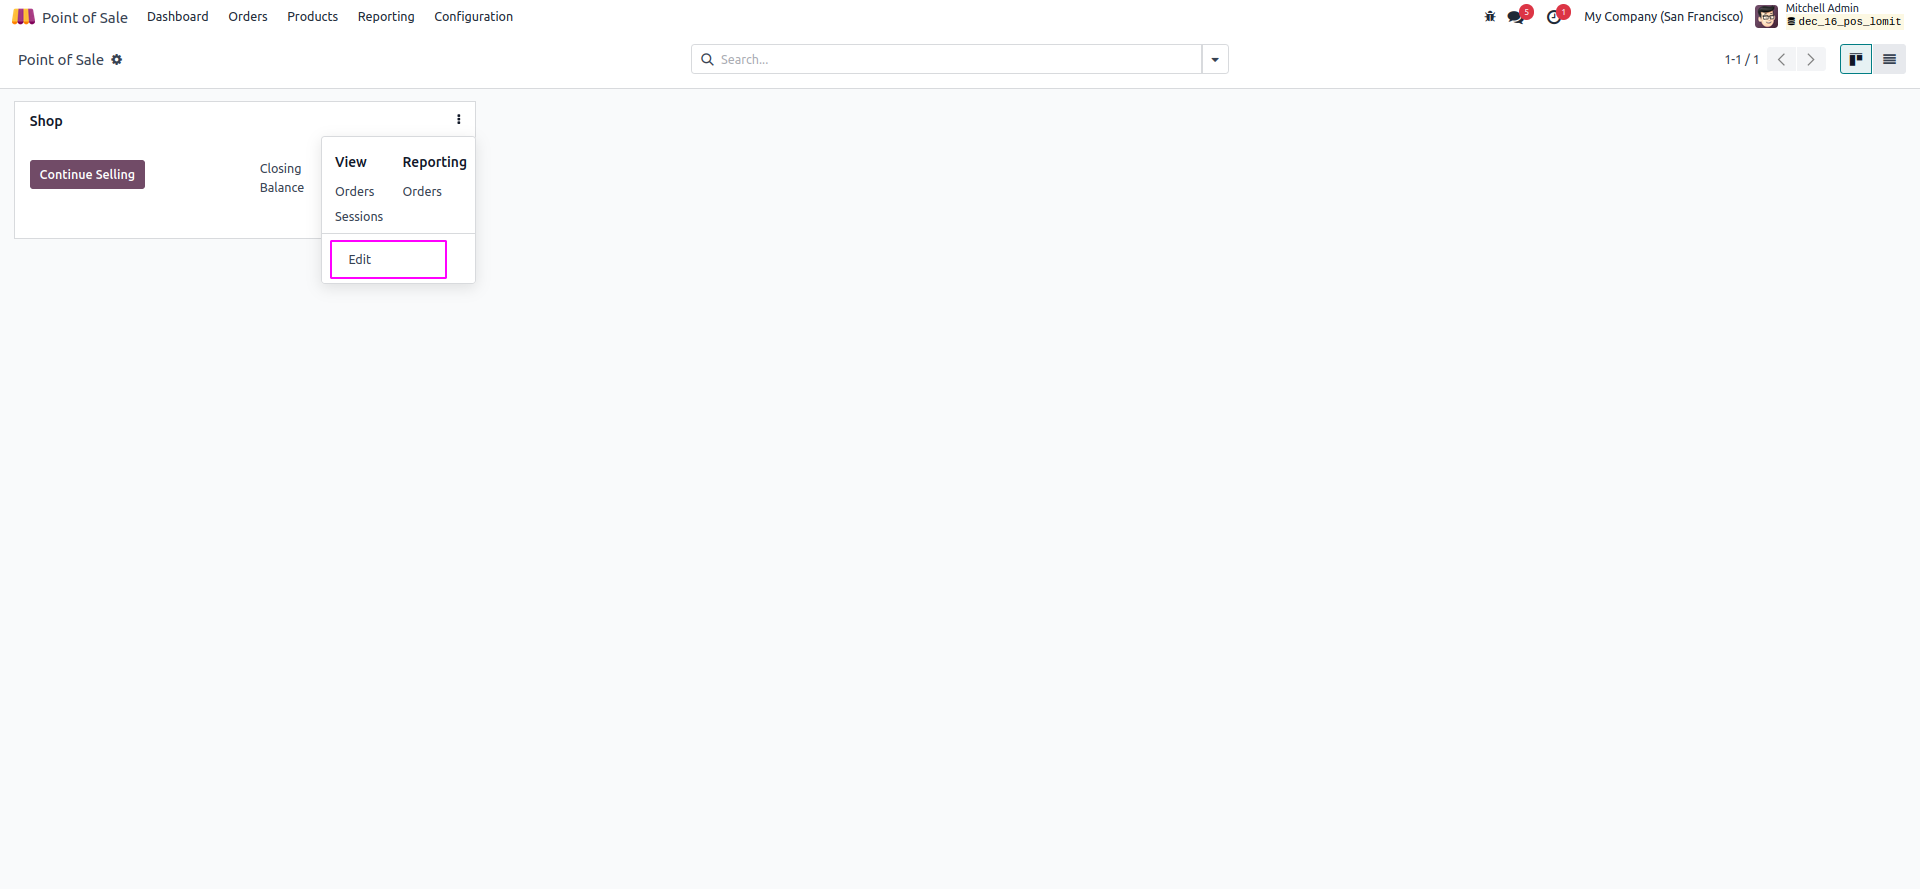 Point of Sale Dashboard Orders Products Reporting Configuration 5 1 My Company (San Francisco) Mitchell Admin
dec_16_pos_lomit
Point of Sale Search... 1-1 / 1
Shop
Continue Selling
Closing
Balance
View Reporting
Orders Orders
Sessions
Edit